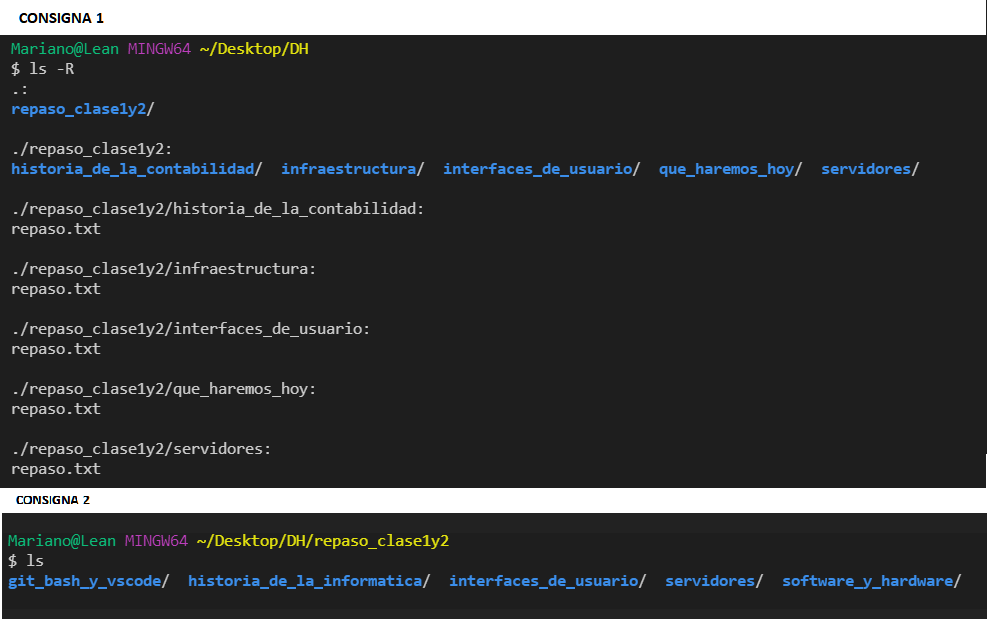 CONSIGNA 1
Mariano@Lean MINGW64 ~/Desktop/DH
$ ls -R
.:
repaso_clase1y2/
./repaso_clase1y2:
historia_de_la_contabilidad/  infraestructura/  interfaces_de_usuario/  que_haremos_hoy/  servidores/
./repaso_clase1y2/historia_de_la_contabilidad:
repaso.txt
./repaso_clase1y2/infraestructura:
repaso.txt
./repaso_clase1y2/interfaces_de_usuario:
repaso.txt
./repaso_clase1y2/que_haremos_hoy:
repaso.txt
./repaso_clase1y2/servidores:
repaso.txt
CONSIGNA 2
Mariano@Lean MINGW64 ~/Desktop/DH/repaso_clase1y2
$ ls
git_bash_y_vscode/  historia_de_la_informatica/  interfaces_de_usuario/  servidores/  software_y_hardware/